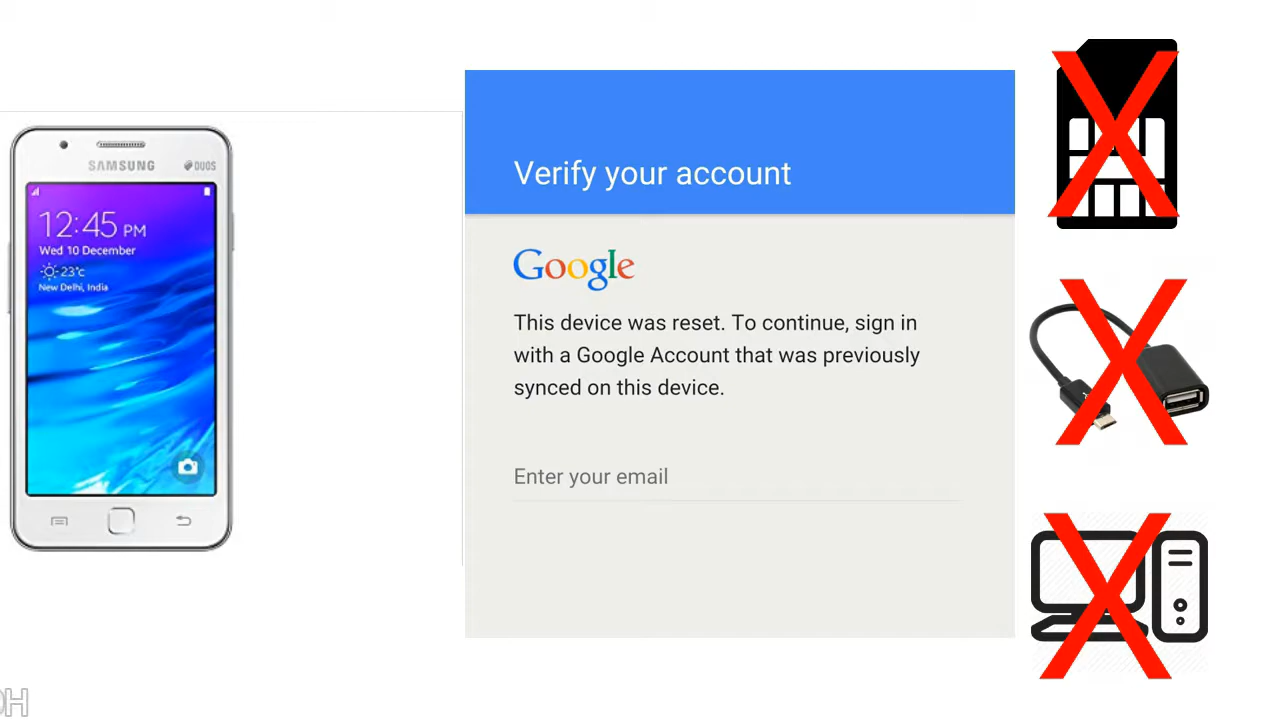 SAMSUNG
DUOS
12:45 PM
Wed 10 December
23°c
New Delhi, India
Verify your account
Google
This device was reset. To continue, sign in
with a Google Account that was previously
synced on this device.
Enter your email